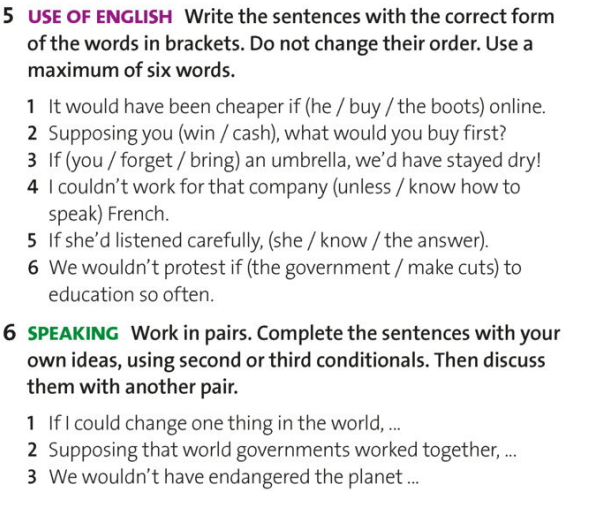 5 USE OF ENGLISH Write the sentences with the correct form
of the words in brackets. Do not change their order. Use a
maximum of six words.
1 It would have been cheaper if (he / buy / the boots) online.
2 Supposing you (win / cash), what would you buy first?
3 If (you / forget / bring) an umbrella, we’d have stayed dry!
4 I couldn’t work for that company (unless / know how to
speak) French.
5 If she’d listened carefully, (she / know / the answer).
6 We wouldn’t protest if (the government / make cuts) to
education so often.
6 SPEAKING Work in pairs. Complete the sentences with your
own ideas, using second or third conditionals. Then discuss
them with another pair.
1 If I could change one thing in the world, ...
2 Supposing that world governments worked together, ...
3 We wouldn’t have endangered the planet ...